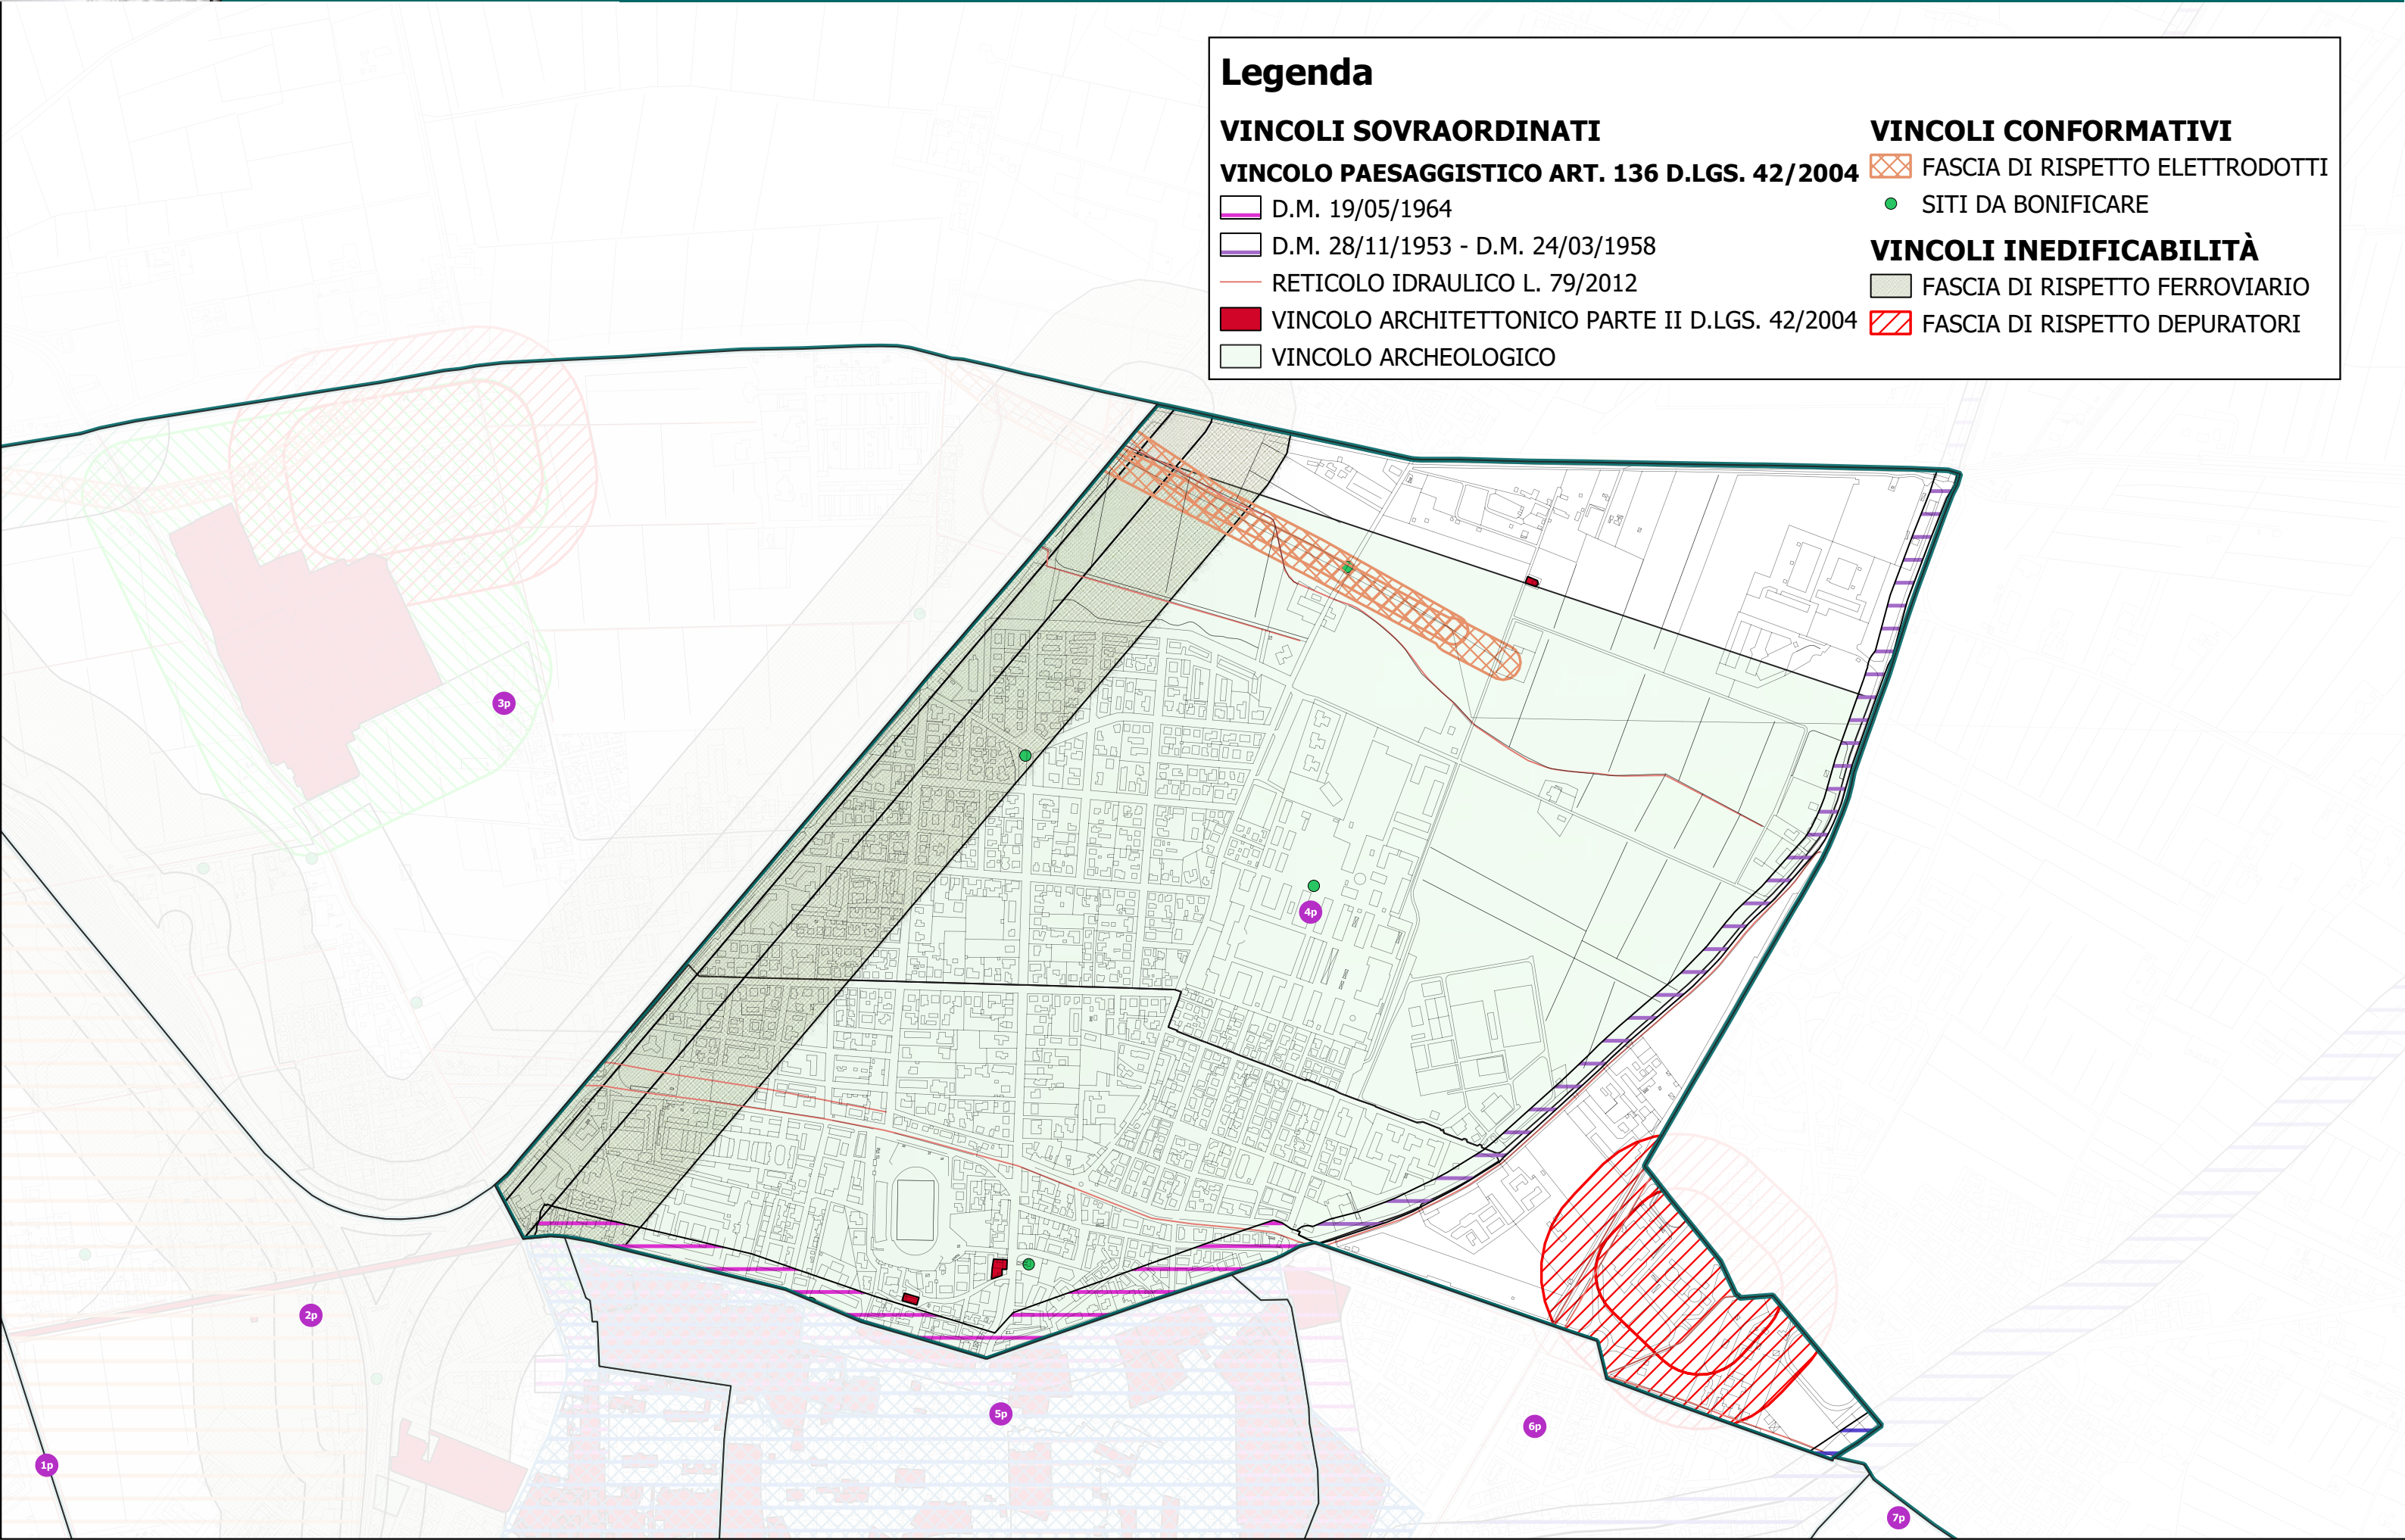 Legenda
VINCOLI SOVRAORDINATI
VINCOLO PAESAGGISTICO ART. 136 D.LGS. 42/2004
D.M. 19/05/1964
D.M. 28/11/1953 - D.M. 24/03/1958
RETICOLO IDRAULICO L. 79/2012
VINCOLO ARCHITETTONICO PARTE II D.LGS. 42/2004
VINCOLO ARCHEOLOGICO
VINCOLI CONFORMATIVI
FASCIA DI RISPETTO ELETTRODOTTI
SITI DA BONIFICARE
VINCOLI INEDIFICABILITÀ
FASCIA DI RISPETTO FERROVIARIO
FASCIA DI RISPETTO DEPURATORI
3p
4p
2p
5p
6p
1p
7p